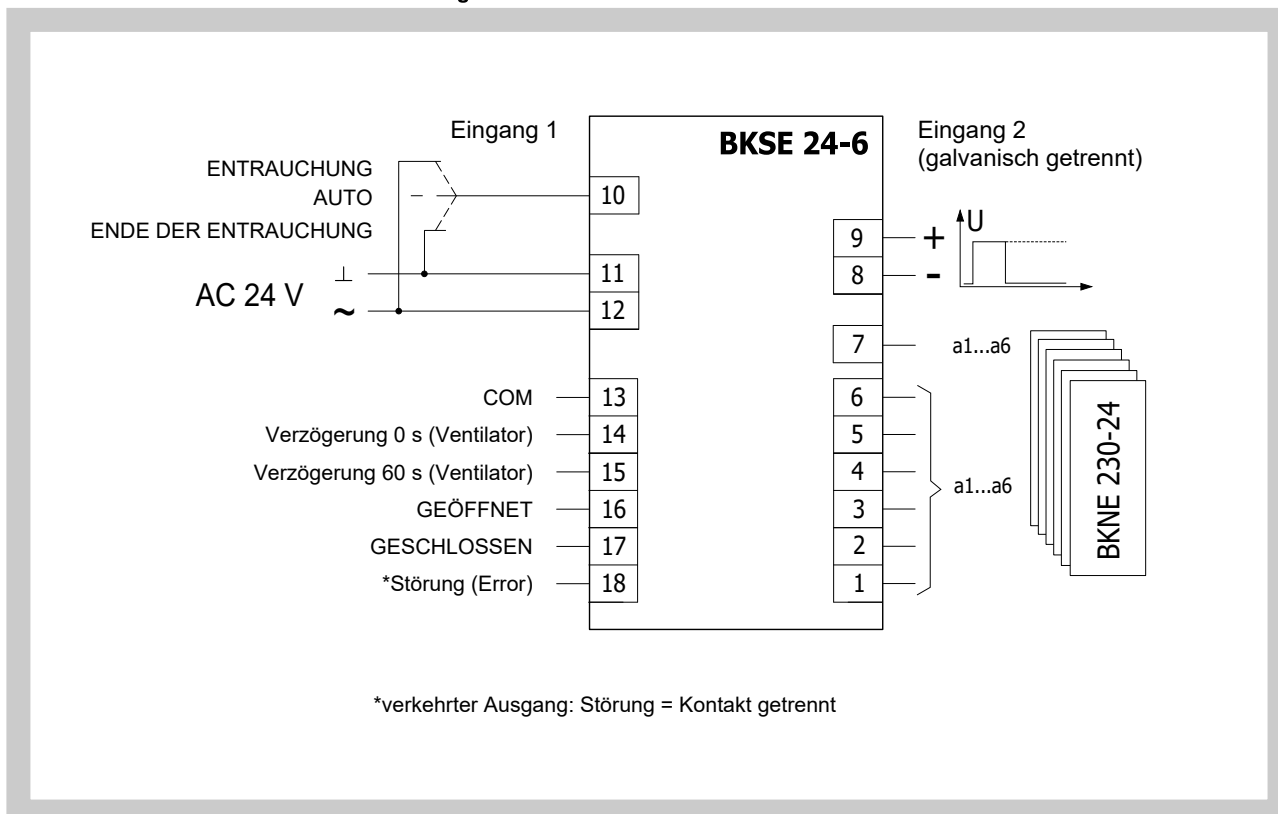 g
Eingang 1
BKSE 24-6
Eingang 2
(galvanisch getrennt)
ENTRAUCHUNG
AUTO
ENDE DER ENTRAUCHUNG
AC 24 V
⊥
~
10
11
12
9
8
+
-
U
7
a1...a6
COM
13
Verzögerung 0 s (Ventilator)
14
Verzögerung 60 s (Ventilator)
15
GEÖFFNET
16
GESCHLOSSEN
17
*Störung (Error)
18
6
5
4
3
2
1
a1...a6
BKNE 230-24
*verkehrter Ausgang: Störung = Kontakt getrennt